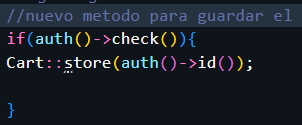 //nuevo metodo para guardar el
if(auth()->check()){
Cart::store(auth()->id());
}